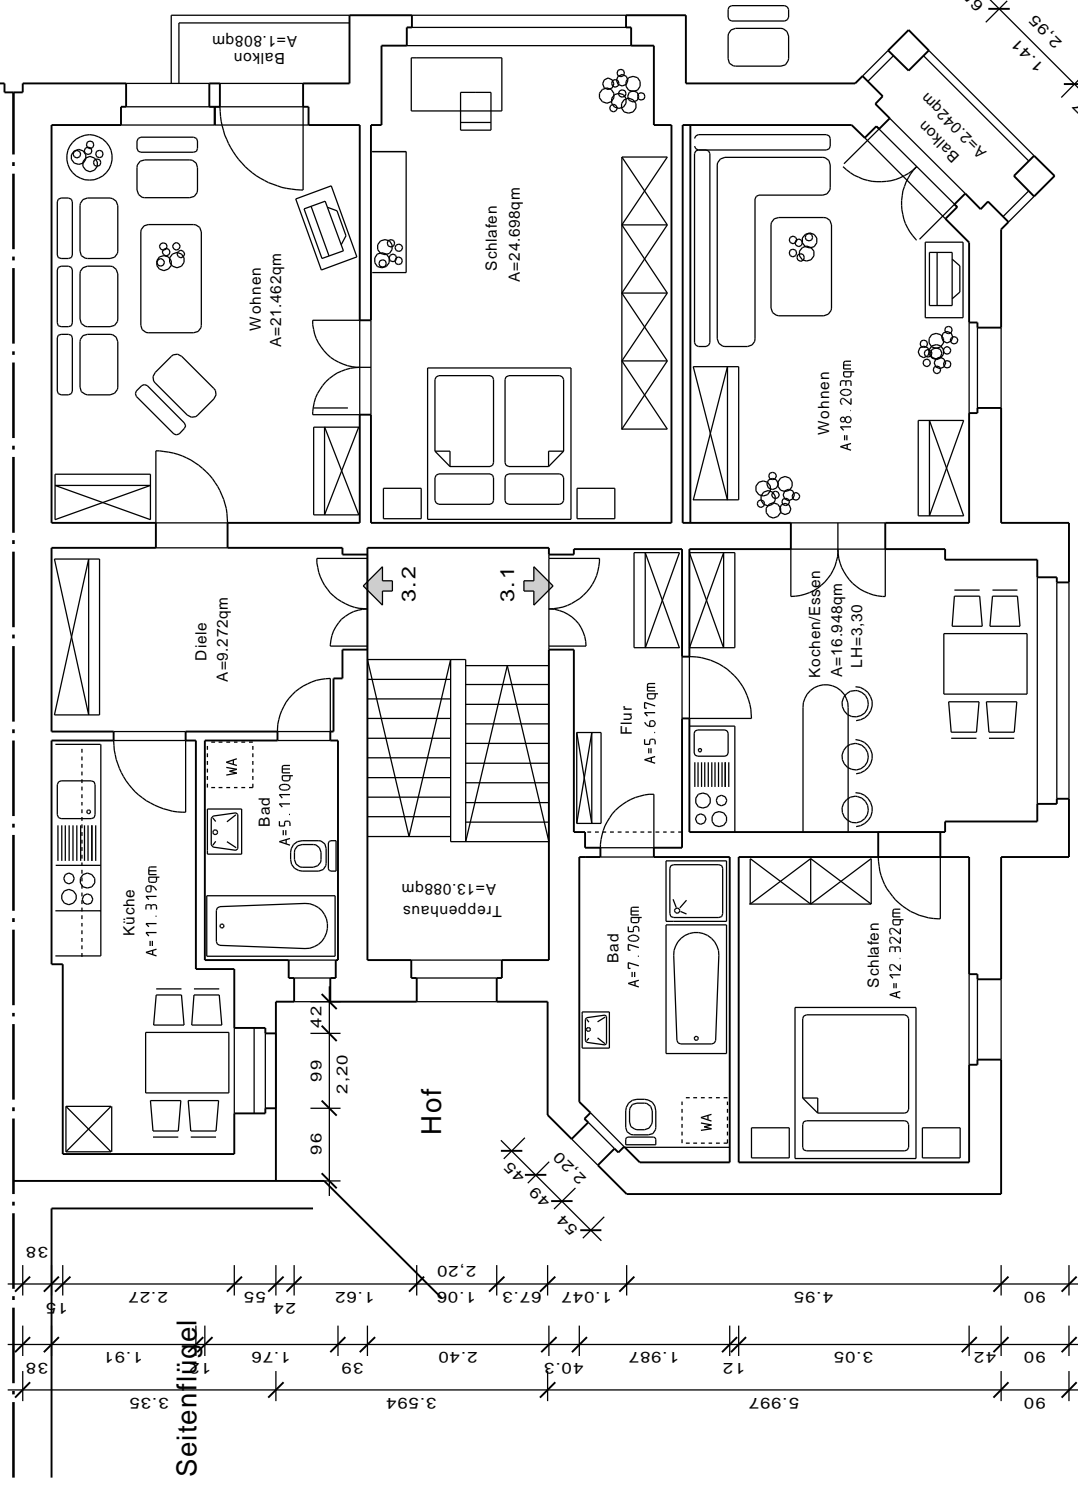 Balkon
A=1.808qm
2,95
1.41
Balkon
A=2.042qm
Wohnen
A=21.462qm
Schlafen
A=24.698qm
Wohnen
A=18.203qm
Diele
A=9.272qm
3.2
3.1
Flur
A=5.617qm
Kochen/Essen
A=16.948qm
LH=3,30
WA
Bad
A=5.110qm
Küche
A=11.319qm
Treppenhaus
A=13.088qm
Bad
A=7.705qm
Schlafen
A=12.322qm
WA
42
99
2,20
96
Hof
45
49
2,20
54
38
15
2.27
55
24
1.62
1.06
2,20
67.3
1.047
4.95
90
38
1.91
12
1.76
39
2.40
40.3
1.987
12
3.05
42
90
3.35
3.594
5.997
90
Seitenflügel